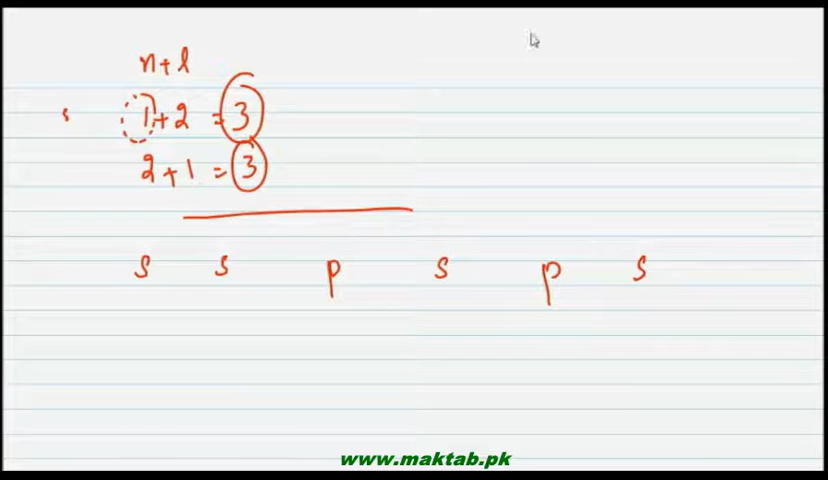 n+l
s 1+2 = 3
2+1 = 3
s s p s p s
www.maktab.pk